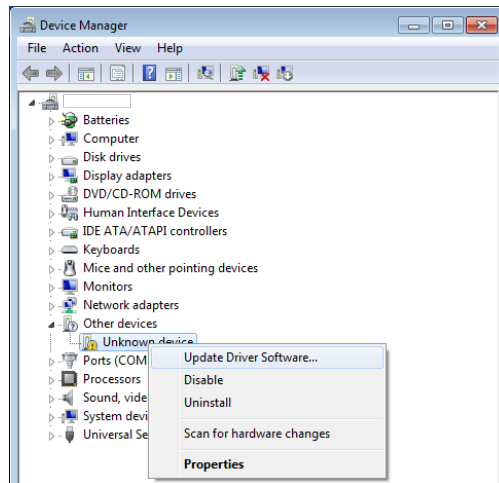 Device Manager
File Action View Help
Batteries
Computer
Disk drives
Display adapters
DVD/CD-ROM drives
Human Interface Devices
IDE ATA/ATAPI controllers
Keyboards
Mice and other pointing devices
Monitors
Network adapters
Other devices
Unknown device
Update Driver Software...
Ports (COM
Disable
Processors
Uninstall
Sound, vide
System devi
Scan for hardware changes
Universal Se
Properties